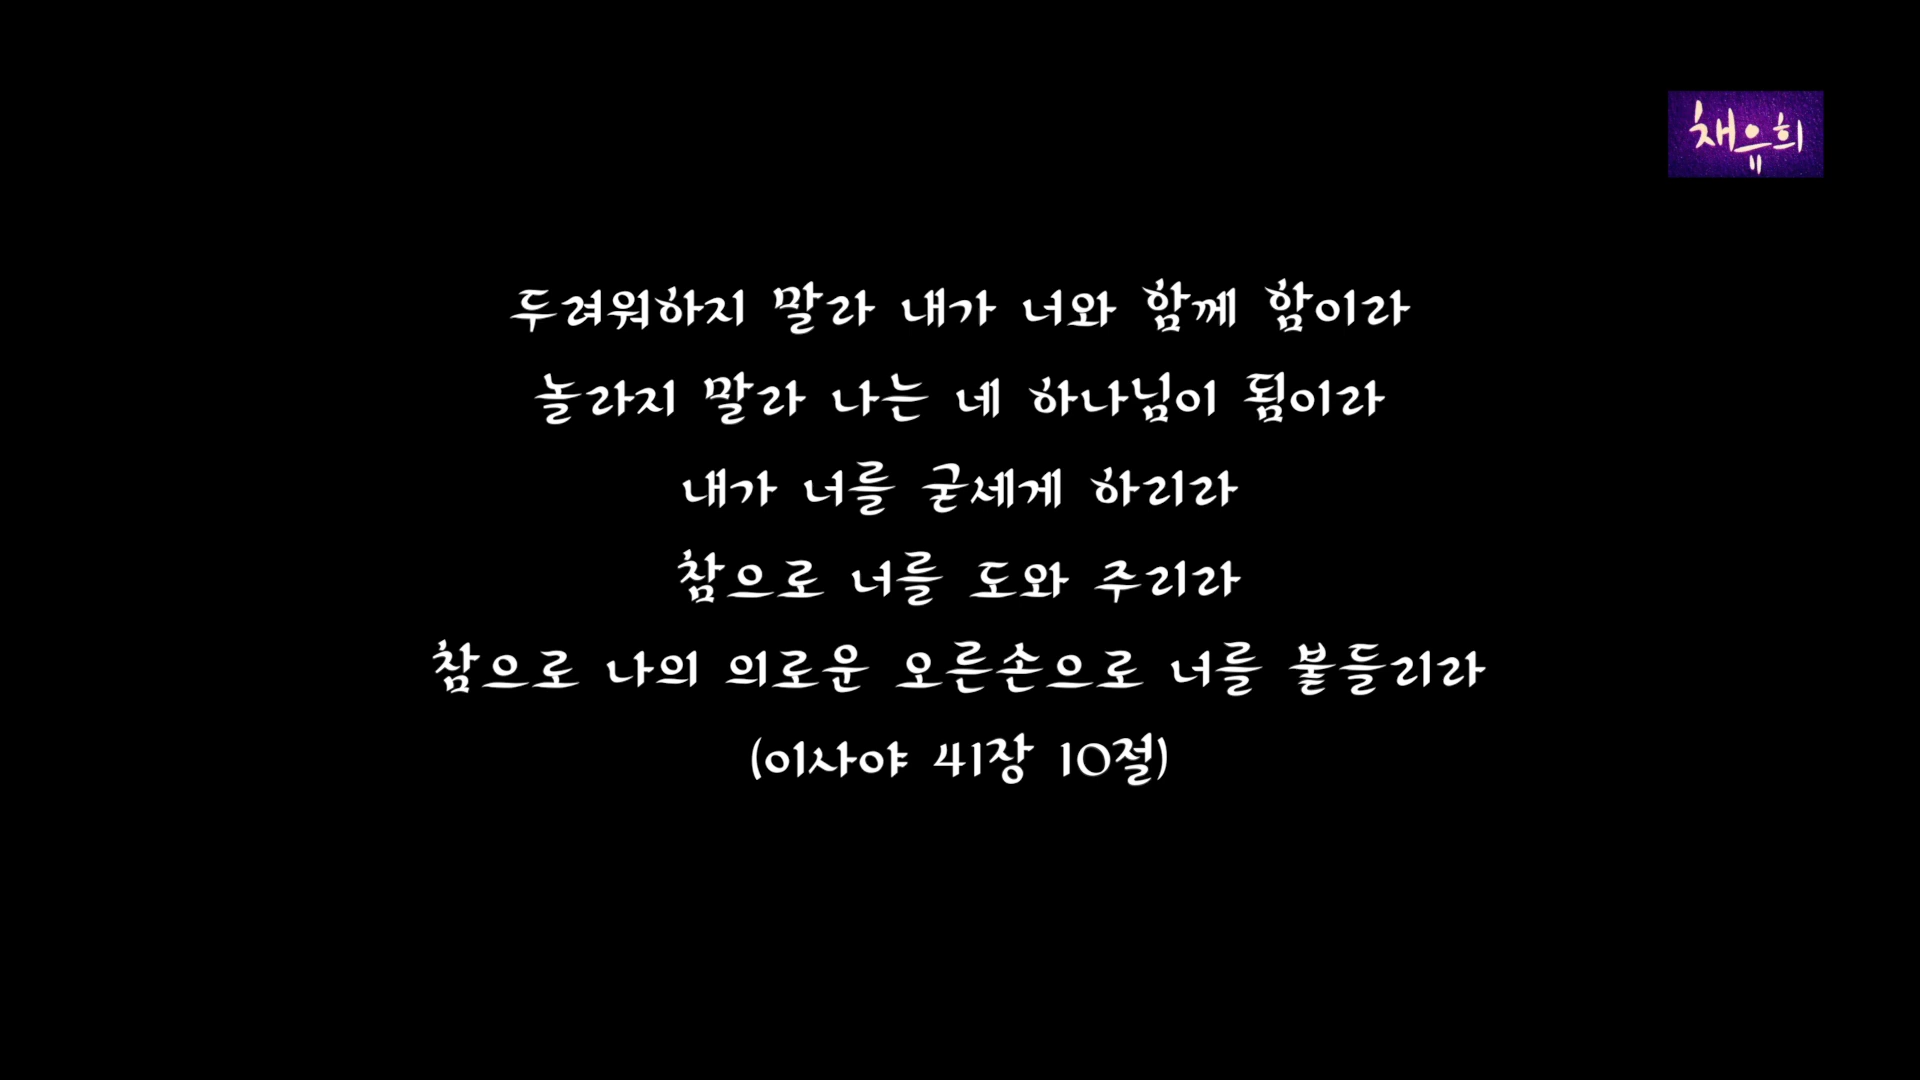 채유희
두려워하지 말라 내가 너와 함께 함이라
놀라지 말라 나는 네 하나님이 됨이라
내가 너를 굳세게 하리라
참으로 너를 도와 주리라
참으로 나의 의로운 오른손으로 너를 붙들리라
(이사야 41장 10절)